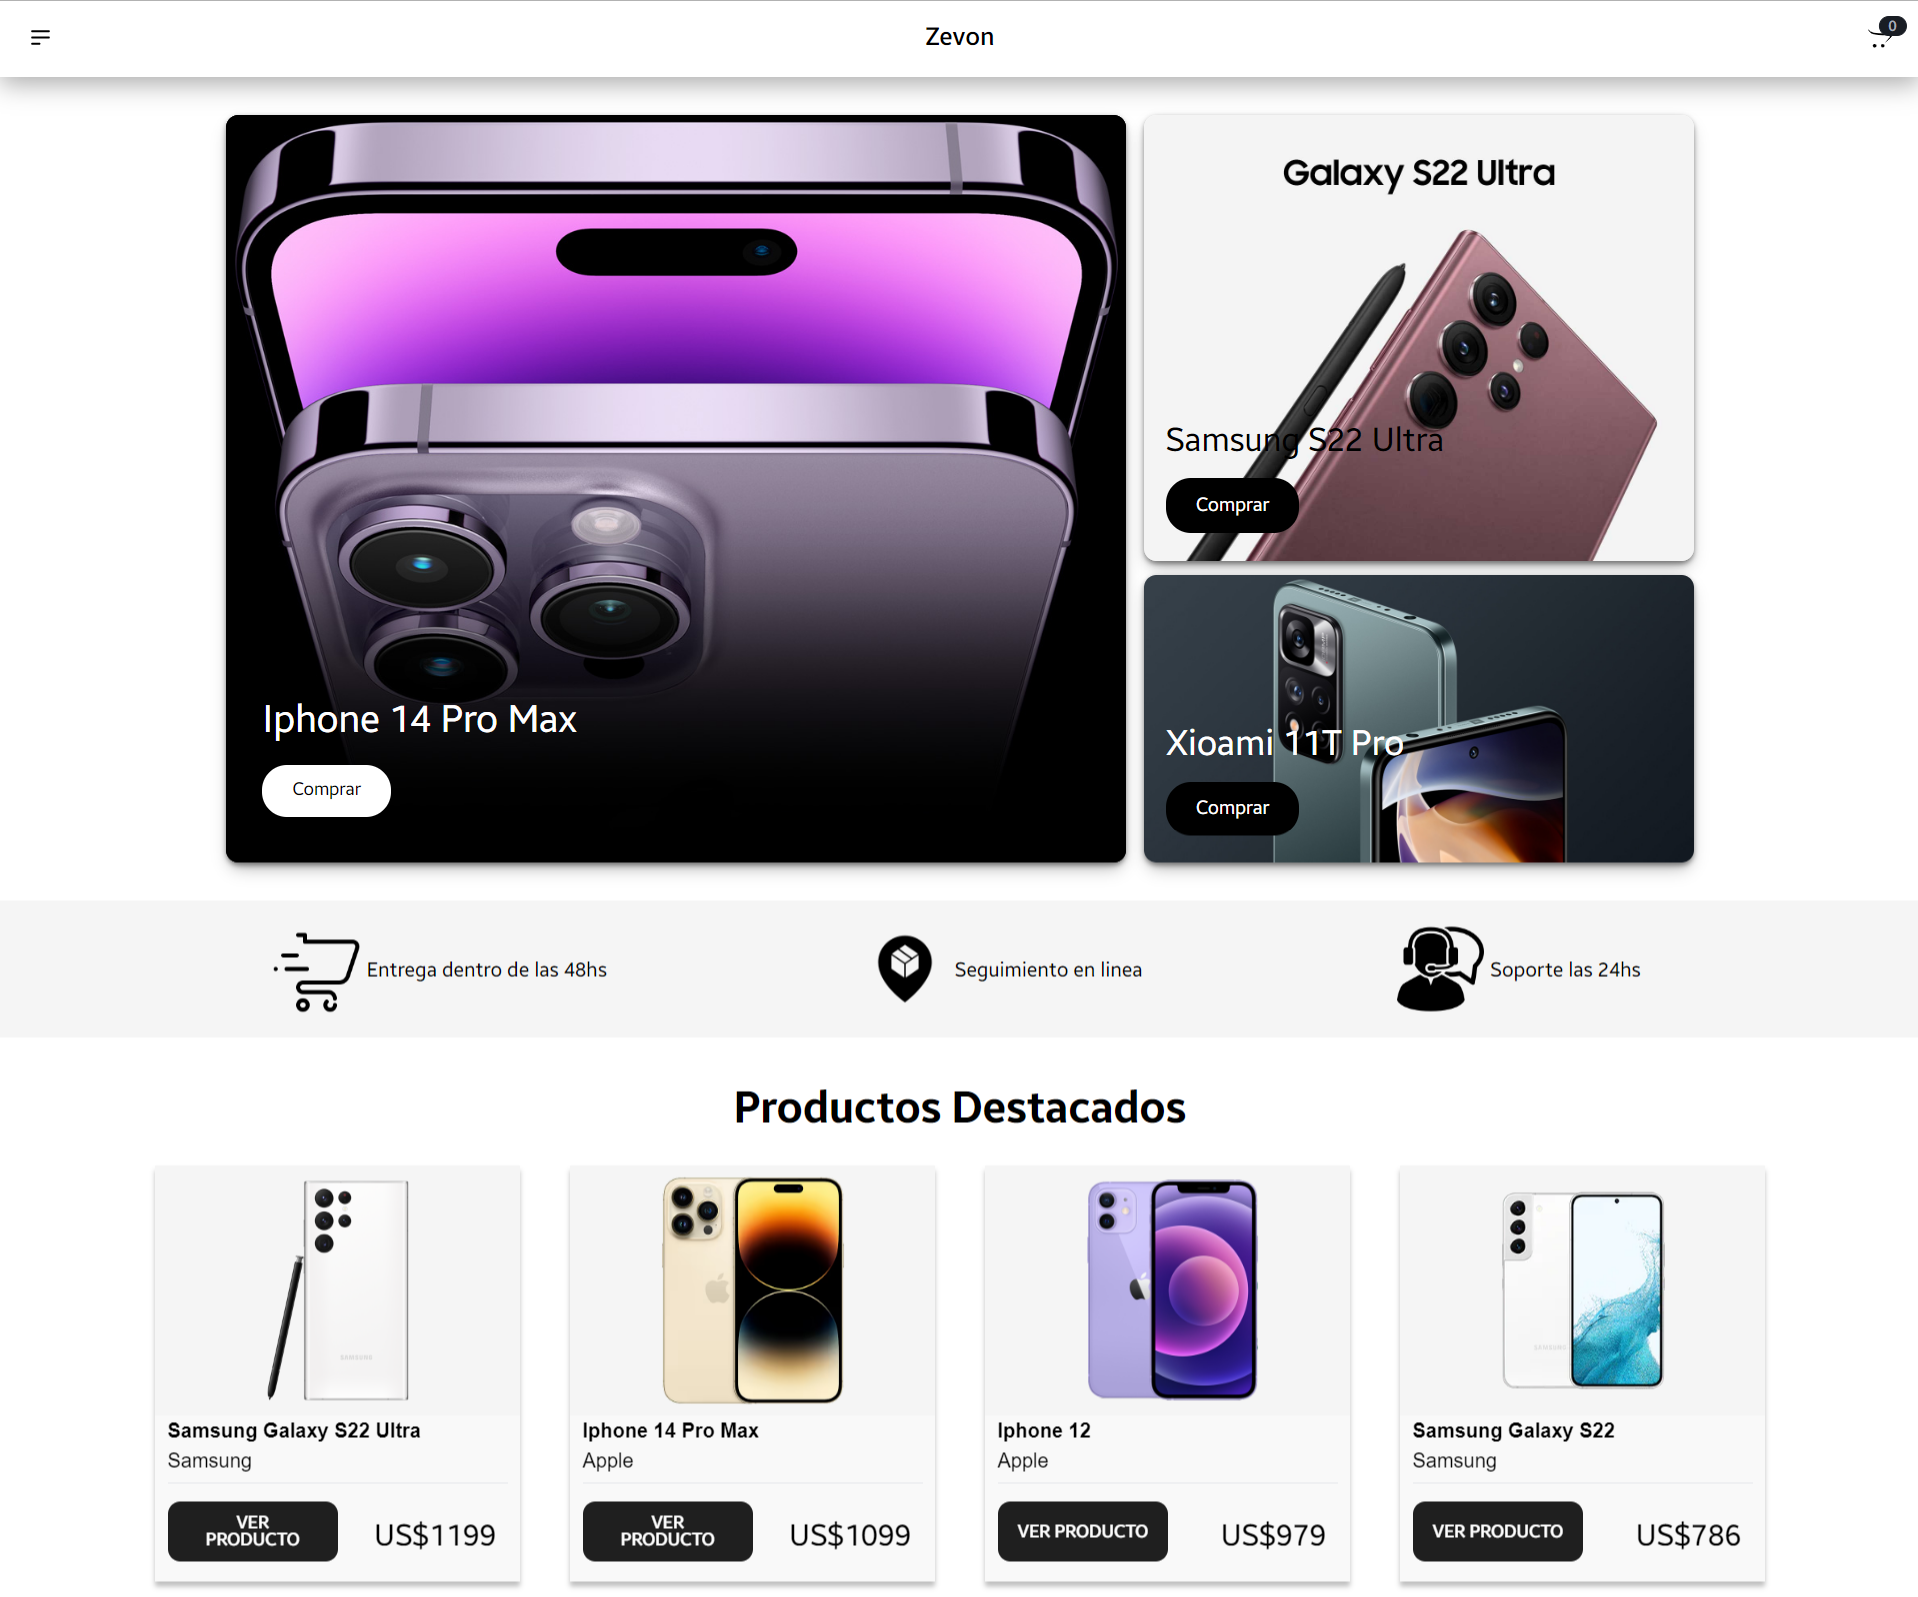 Zevon
0
Galaxy S22 Ultra
Samsung S22 Ultra
Comprar
Iphone 14 Pro Max
Comprar
Xioami 11T Pro
Comprar
Entrega dentro de las 48hs
Seguimiento en linea
Soporte las 24hs
Productos Destacados
SAMSUNG
SAMSUNG
Samsung Galaxy S22 Ultra
Samsung
VER
PRODUCTO
US$1199
Iphone 14 Pro Max
Apple
VER
PRODUCTO
US$1099
Iphone 12
Apple
VER PRODUCTO
US$979
Samsung Galaxy S22
Samsung
VER PRODUCTO
US$786